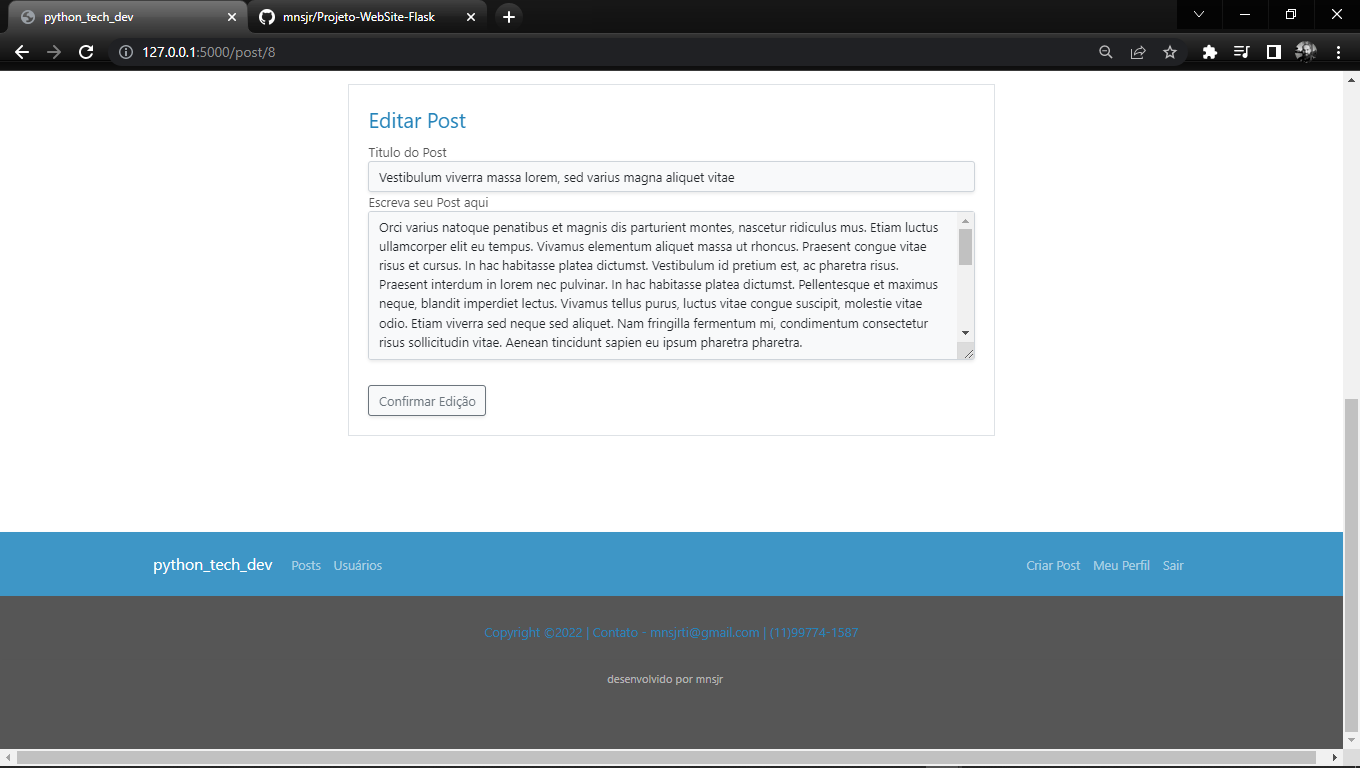 python_tech_dev
mnsjr/Projeto-WebSite-Flask
127.0.0.1:5000/post/8
Editar Post
Titulo do Post
Vestibulum viverra massa lorem, sed varius magna aliquet vitae
Escreva seu Post aqui
Orci varius natoque penatibus et magnis dis parturient montes, nascetur ridiculus mus. Etiam luctus
ullamcorper elit eu tempus. Vivamus elementum aliquet massa ut rhoncus. Praesent congue vitae
risus et cursus. In hac habitasse platea dictumst. Vestibulum id pretium est, ac pharetra risus.
Praesent interdum in lorem nec pulvinar. In hac habitasse platea dictumst. Pellentesque et maximus
neque, blandit imperdiet lectus. Vivamus tellus purus, luctus vitae congue suscipit, molestie vitae
odio. Etiam viverra sed neque sed aliquet. Nam fringilla fermentum mi, condimentum consectetur
risus sollicitudin vitae. Aenean tincidunt sapien eu ipsum pharetra pharetra.
Confirmar Edição
python_tech_dev Posts Usuários Criar Post Meu Perfil Sair
Copyright ©2022 | Contato - mnsjrti@gmail.com | (11)99774-1587
desenvolvido por mnsjr